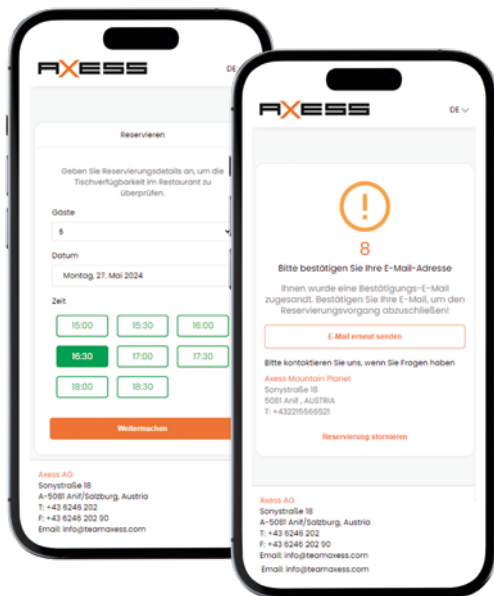 AXESS
DE
Reservieren
Geben Sie Reservierungsdetails an, um die
Tischverfügbarkeit im Restaurant zu
überprüfen.
Gäste
6
Datum
Montag, 27. Mai 2024
Zeit
15:00 15:30 16:00
16:30 17:00 17:30
18:00 18:30
Weitermachen
Axess AG
Sonystraße 18
A-5081 Anif/Salzburg, Austria
T: +43 6246 202
F: +43 6246 202 90
Email: info@teamaxess.com
AXESS
DE
!
8
Bitte bestätigen Sie Ihre E-Mail-Adresse
Ihnen wurde eine Bestätigungs-E-Mail
zugesandt. Bestätigen Sie Ihre E-Mail, um den
Reservierungsvorgang abzuschließen!
E-Mail erneut senden
Bitte kontaktieren Sie uns, wenn Sie Fragen haben
Axess Mountain Planet
Sonystraße 18
5081 Anif , AUSTRIA
T: +432215566521
Reservierung stornieren
Axess AG
Sonystraße 18
A-5081 Anif/Salzburg, Austria
T: +43 6246 202
F: +43 6246 202 90
Email: info@teamaxess.com
Email: info@teamaxess.com